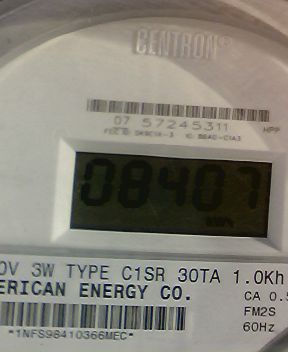 CENTRON®
07 57245311
HPP
08407
0V 3W TYPE C1SR 30TA 1.0Kh
ERICAN ENERGY CO.
CA 0.5
FM2S
*1NFS98410366MEC*
60Hz